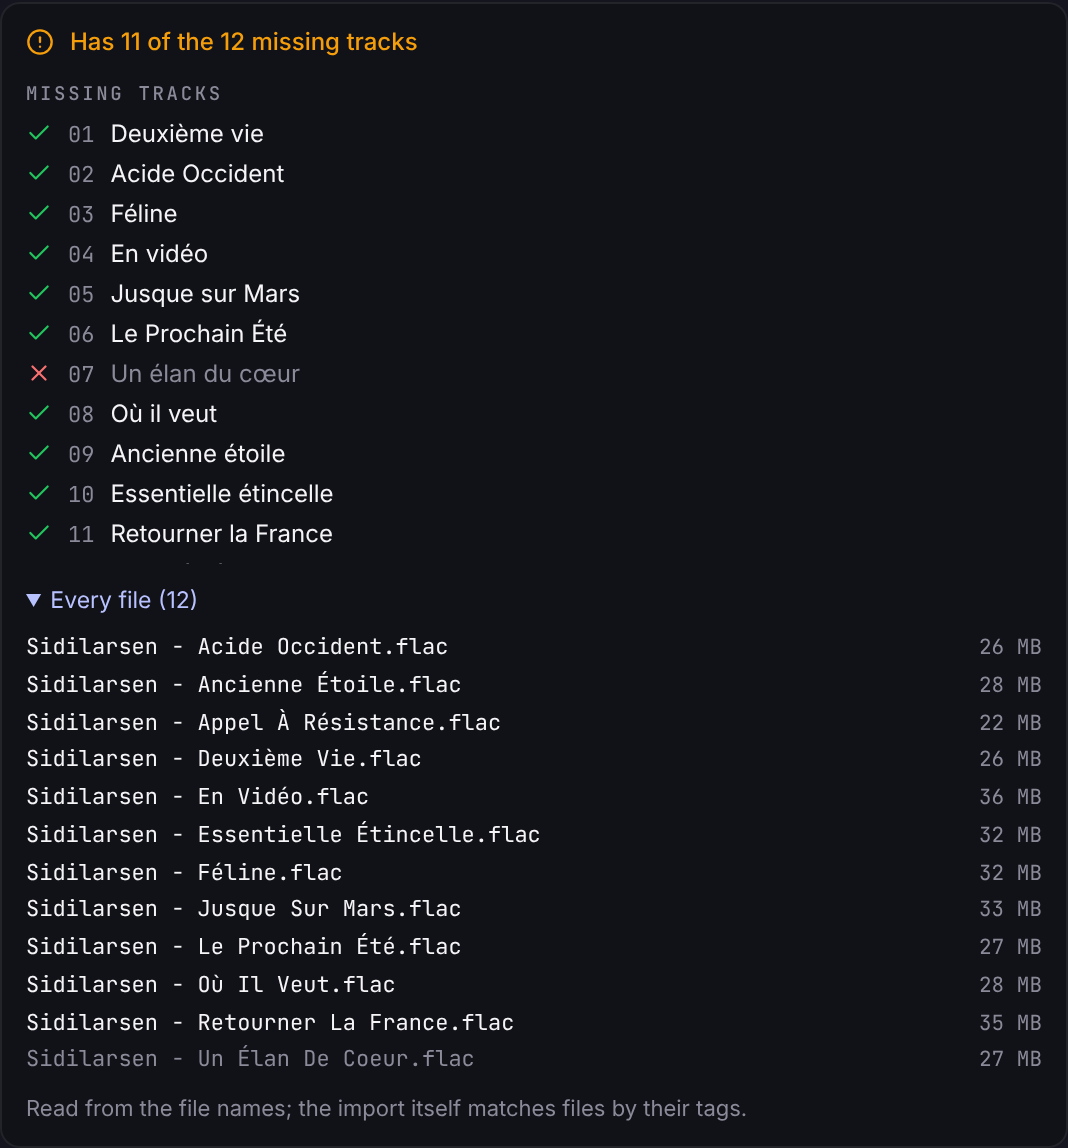 Has 11 of the 12 missing tracks
MISSING TRACKS
01 Deuxième vie
02 Acide Occident
03 Féline
04 En vidéo
05 Jusque sur Mars
06 Le Prochain Été
07 Un élan du cœur
08 Où il veut
09 Ancienne étoile
10 Essentielle étincelle
11 Retourner la France
Every file (12)
Sidilarsen - Acide Occident.flac 26 MB
Sidilarsen - Ancienne Étoile.flac 28 MB
Sidilarsen - Appel À Résistance.flac 22 MB
Sidilarsen - Deuxième Vie.flac 26 MB
Sidilarsen - En Vidéo.flac 36 MB
Sidilarsen - Essentielle Étincelle.flac 32 MB
Sidilarsen - Féline.flac 32 MB
Sidilarsen - Jusque Sur Mars.flac 33 MB
Sidilarsen - Le Prochain Été.flac 27 MB
Sidilarsen - Où Il Veut.flac 28 MB
Sidilarsen - Retourner La France.flac 35 MB
Sidilarsen - Un Élan De Coeur.flac 27 MB
Read from the file names; the import itself matches files by their tags.